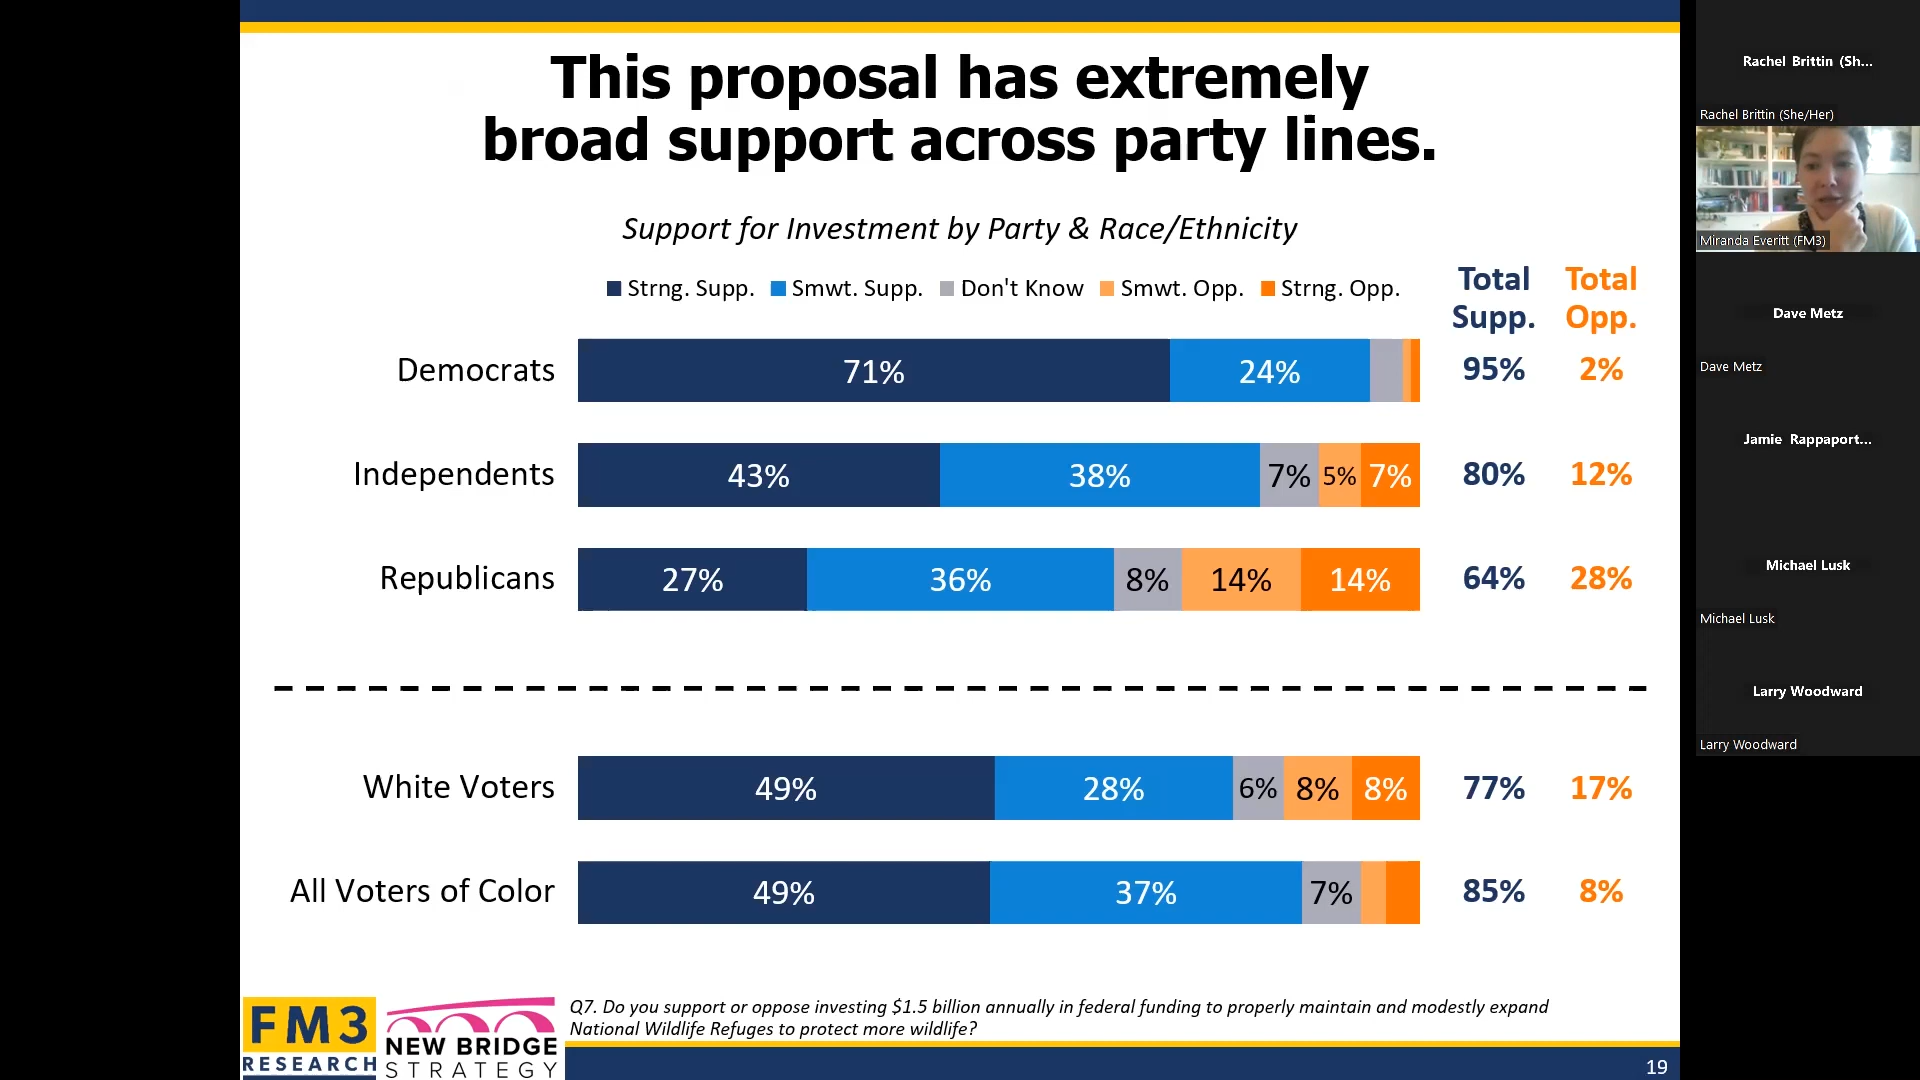 This proposal has extremely
broad support across party lines.
Support for Investment by Party & Race/Ethnicity
Strng. Supp. Smwt. Supp. Don't Know Smwt. Opp. Strng. Opp.
Total Supp.
Total Opp.
Democrats 71% 24% 95% 2%
Independents 43% 38% 7% 5% 7% 80% 12%
Republicans 27% 36% 8% 14% 14% 64% 28%
White Voters 49% 28% 6% 8% 8% 77% 17%
All Voters of Color 49% 37% 7% 85% 8%
Q7. Do you support or oppose investing $1.5 billion annually in federal funding to properly maintain and modestly expand
National Wildlife Refuges to protect more wildlife?
FM3
RESEARCH
NEW BRIDGE
STRATEGY
19
Rachel Brittin (Sh...
Rachel Brittin (She/Her)
Miranda Everitt (FM3)
Dave Metz
Dave Metz
Jamie Rappaport...
Michael Lusk
Michael Lusk
Larry Woodward
Larry Woodward